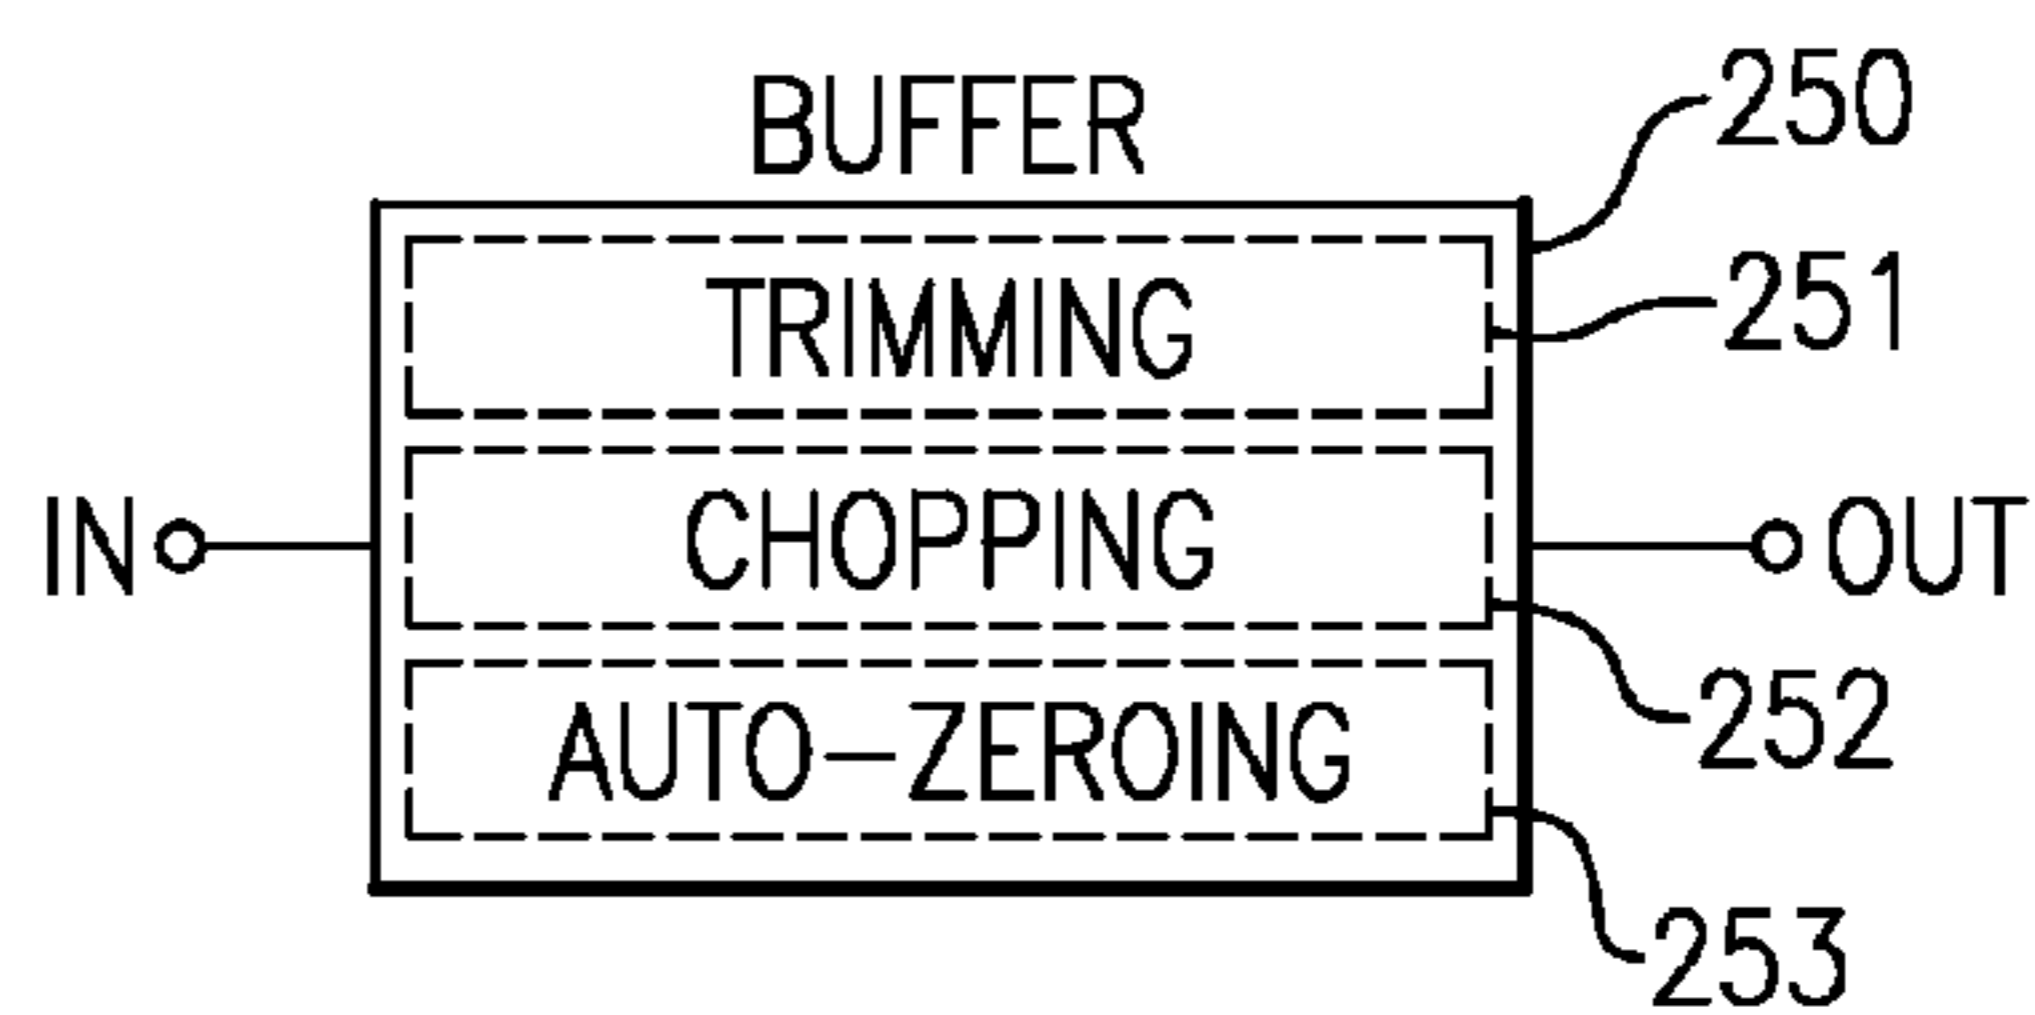 BUFFER
250
TRIMMING
251
CHOPPING
IN
OUT
252
AUTO-ZEROING
253